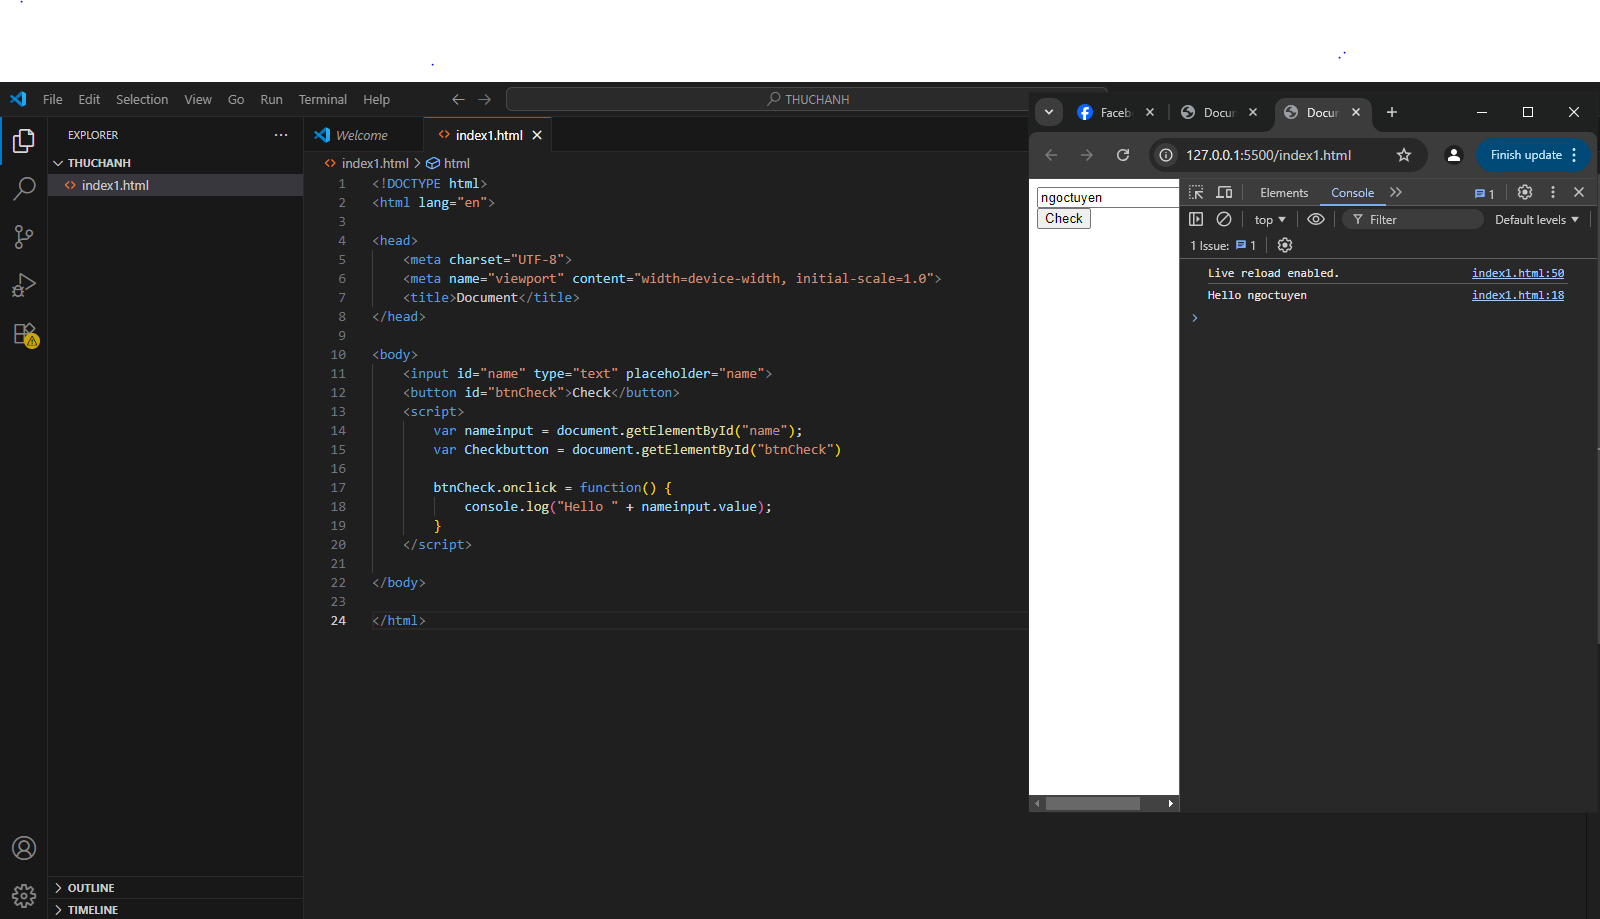 File Edit Selection View Go Run Terminal Help
THUCHANH
EXPLORER
THUCHANH
index1.html
OUTLINE
TIMELINE
Welcome
index1.html
index1.html > html
1 <!DOCTYPE html>
2 <html lang="en">
3
4 <head>
5 <meta charset="UTF-8">
6 <meta name="viewport" content="width=device-width, initial-scale=1.0">
7 <title>Document</title>
8 </head>
9
10 <body>
11 <input id="name" type="text" placeholder="name">
12 <button id="btnCheck">Check</button>
13 <script>
14 var nameinput = document.getElementById("name");
15 var Checkbutton = document.getElementById("btnCheck")
16
17 btnCheck.onclick = function() {
18 console.log("Hello " + nameinput.value);
19 }
20 </script>
21
22 </body>
23
24 </html>
Faceb Docun Docun
127.0.0.1:5500/index1.html
Finish update
ngoctuyen
Check
Elements Console 1
top Filter Default levels
1 Issue: 1
Live reload enabled. index1.html:50
Hello ngoctuyen index1.html:18